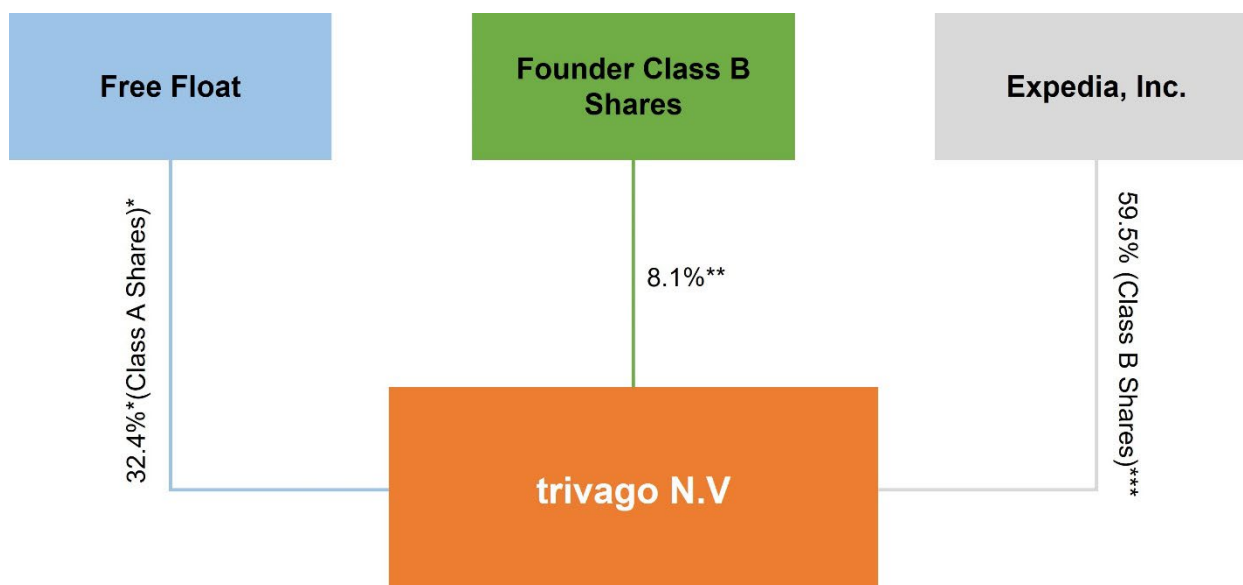 Free Float
Founder Class B
Shares
Expedia, Inc.
32.4%*(Class A Shares)*
8.1%**
59.5% (Class B Shares)***
trivago N.V